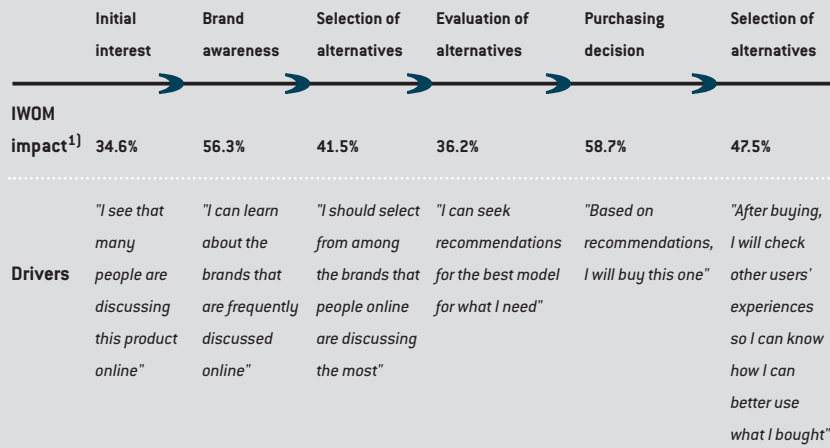 Initial
interest
Brand
awareness
Selection of
alternatives
Evaluation of
alternatives
Purchasing
decision
Selection of
alternatives
IWOM
impact1)
34.6%
56.3%
41.5%
36.2%
58.7%
47.5%
Drivers
"I see that
many
people are
discussing
this product
online"
"I can learn
about the
brands that
are frequently
discussed
online"
"I should select
from among
the brands that
people online
are discussing
the most"
"I can seek
recommendations
for the best model
for what I need"
"Based on
recommendations,
I will buy this one"
"After buying,
I will check
other users'
experiences
so I can know
how I can
better use
what I bought"